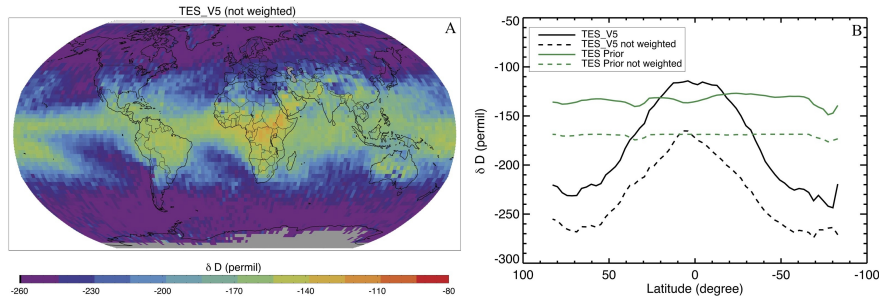 TES_V5 (not weighted)
A
δ D (permil)
-260 -230 -200 -170 -140 -110 -80
B
TES_V5
TES_V5 not weighted
TES Prior
TES Prior not weighted
δ D (permil)
-50
-100
-150
-200
-250
-300
100 50 0 -50 -100
Latitude (degree)